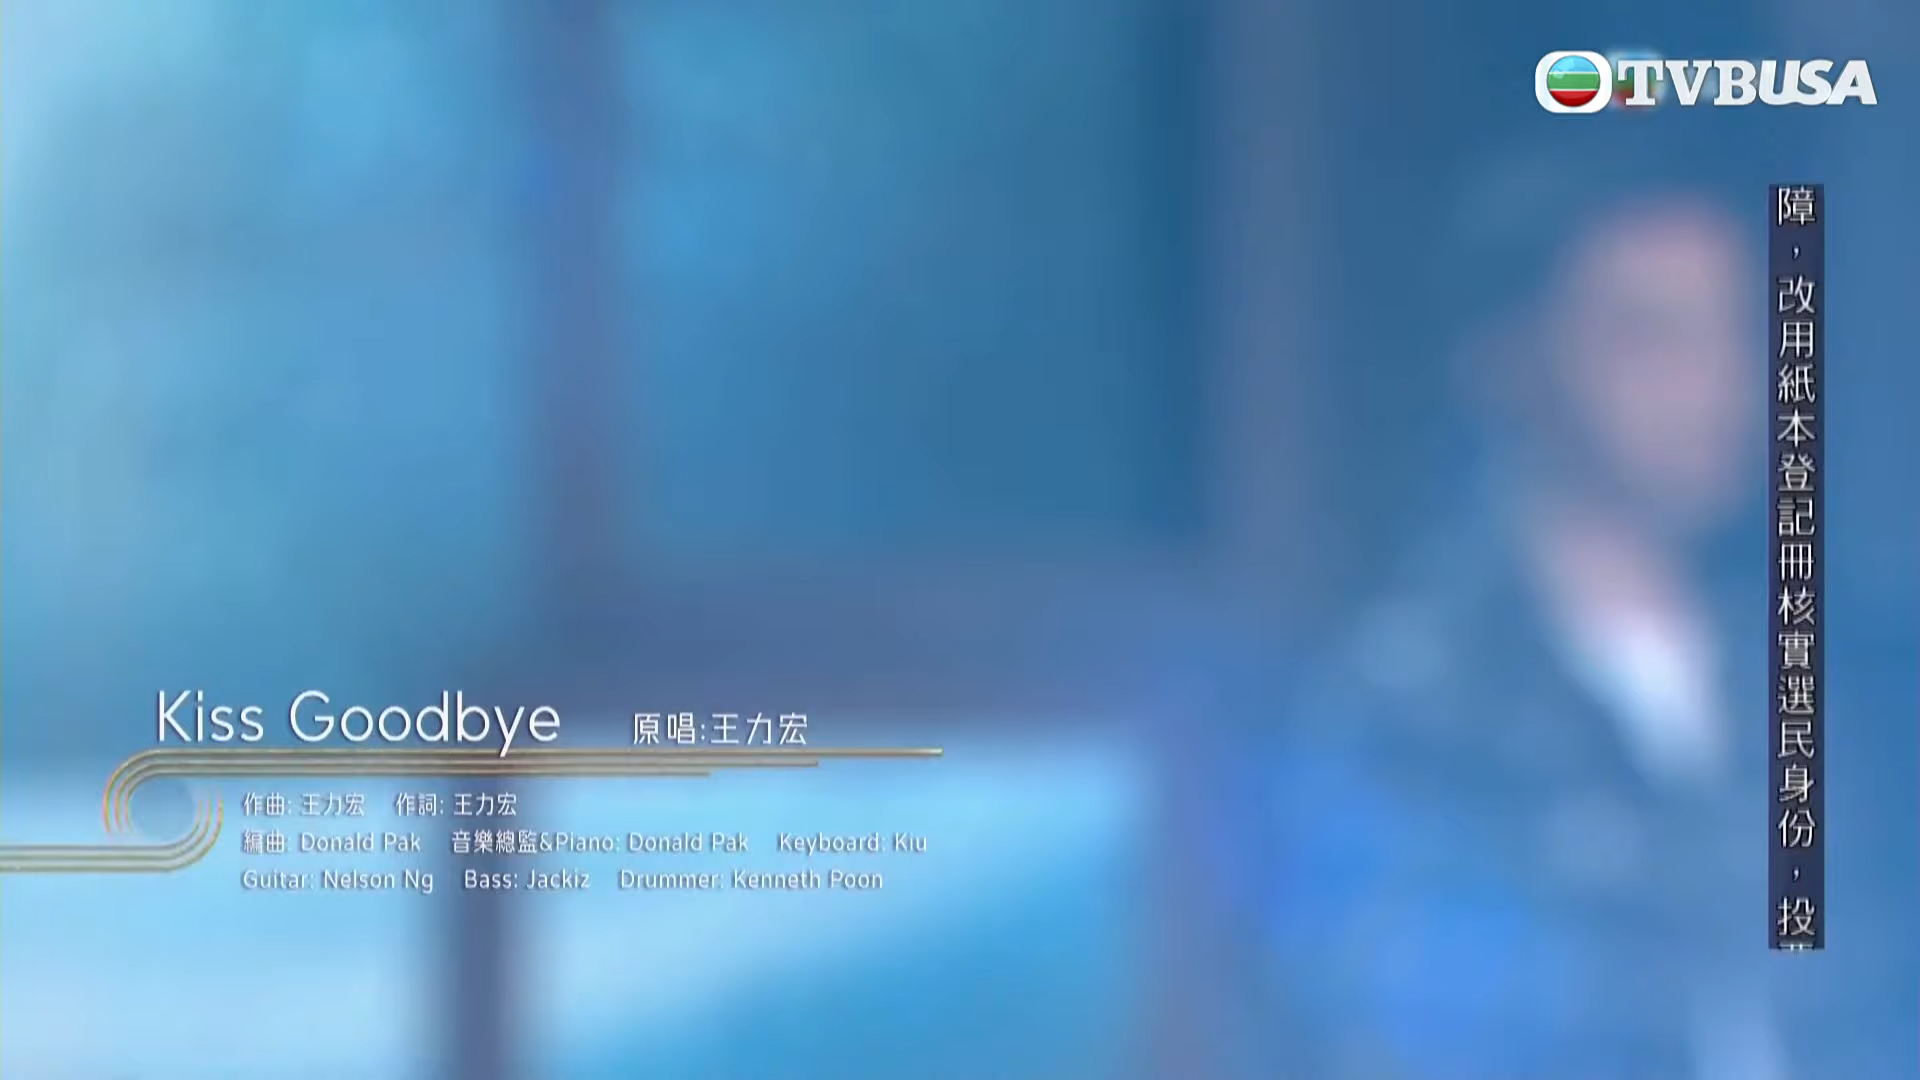 TVBUSA
障，改用紙本登記冊核實選民身份，投
Kiss Goodbye 原唱:王力宏
作曲: 王力宏 作詞: 王力宏
編曲: Donald Pak 音樂總監&Piano: Donald Pak Keyboard: Kiu
Guitar: Nelson Ng Bass: Jackiz Drummer: Kenneth Poon